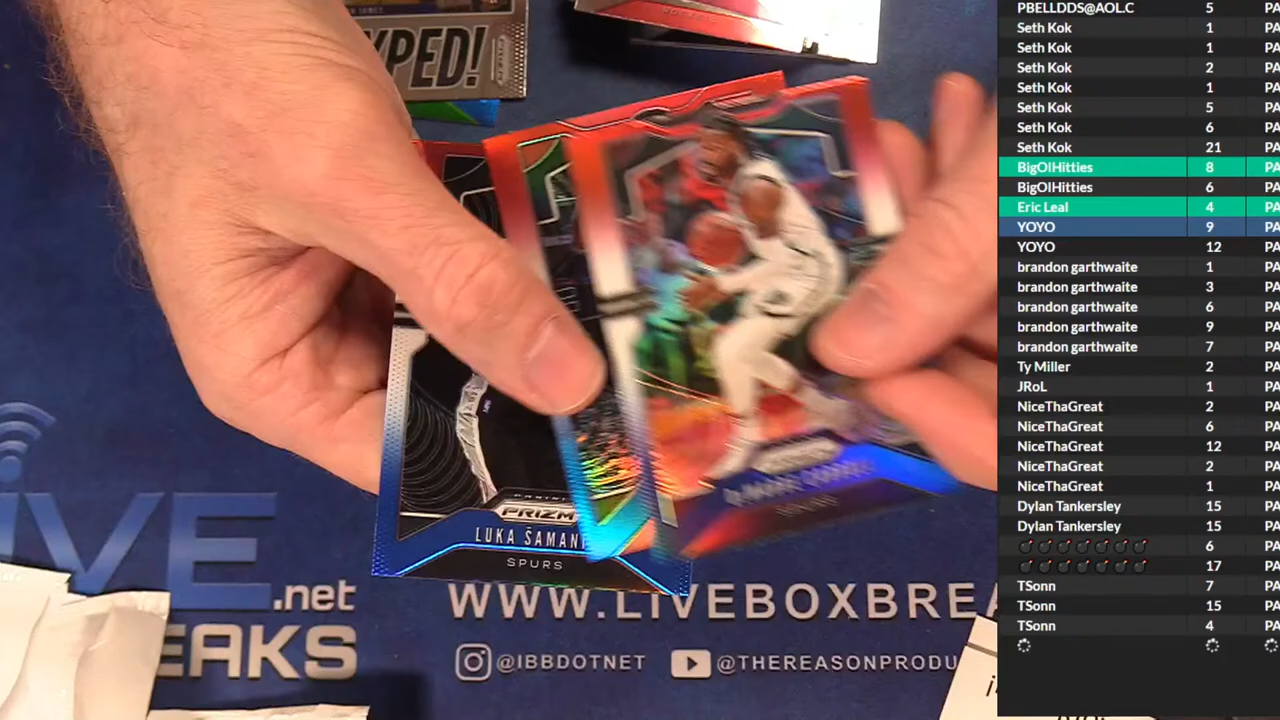 YPED!
PRIZM
LUKA ŠAMAN
SPURS
iVE
.net
EAKS
WWW.LIVEBOXBREA
@IBBDOTNET
@THEREASONPRODU
PBELLDDS@AOL.C 5 PA
Seth Kok 1 PA
Seth Kok 1 PA
Seth Kok 2 PA
Seth Kok 1 PA
Seth Kok 5 PA
Seth Kok 6 PA
Seth Kok 21 PA
BigOlHitties 8 PA
BigOlHitties 6 PA
Eric Leal 4 PA
YOYO 9 PA
YOYO 12 PA
brandon garthwaite 1 PA
brandon garthwaite 3 PA
brandon garthwaite 6 PA
brandon garthwaite 9 PA
brandon garthwaite 7 PA
Ty Miller 2 PA
JRoL 1 PA
NiceThaGreat 2 PA
NiceThaGreat 6 PA
NiceThaGreat 12 PA
NiceThaGreat 2 PA
NiceThaGreat 1 PA
Dylan Tankersley 15 PA
Dylan Tankersley 15 PA
6 PA
17 PA
TSonn 7 PA
TSonn 15 PA
TSonn 4 PA